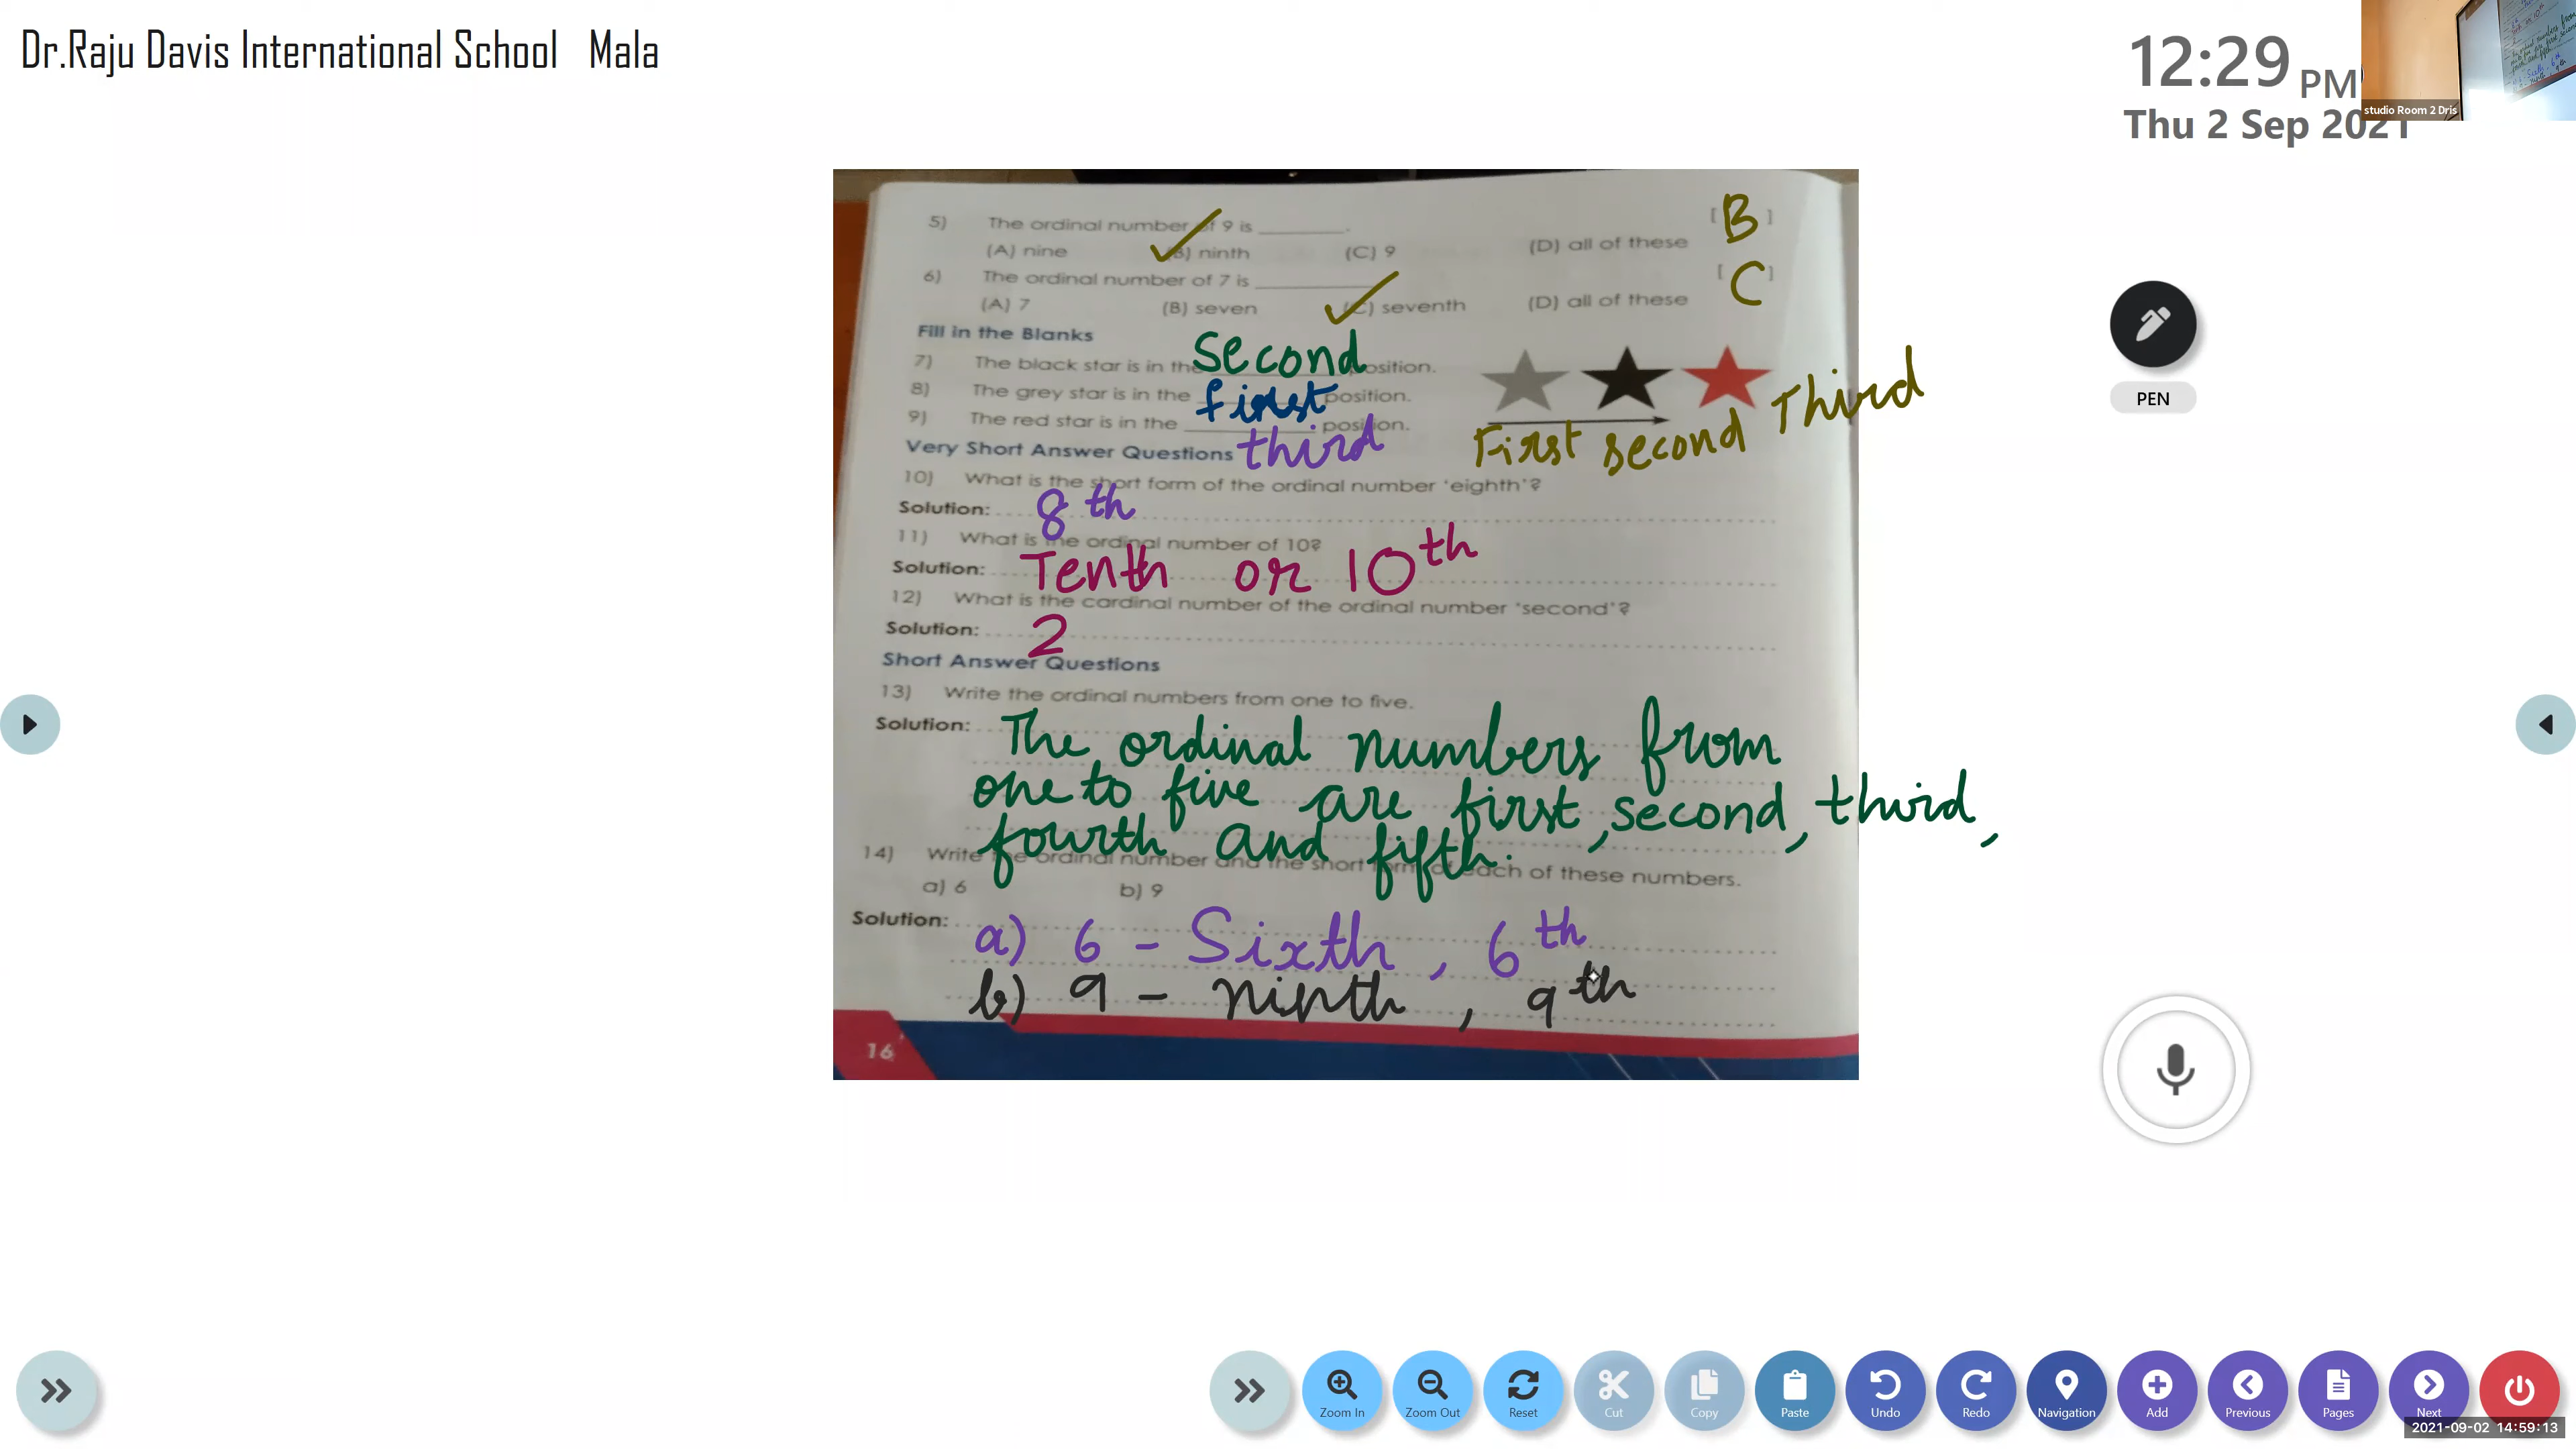 Dr.Raju Davis International School Mala
12:29 PM
Thu 2 Sep 2021
studio Room 2 Dris
5) The ordinal number of 9 is ________. [ B ]
(A) nine (B) ninth (C) 9 (D) all of these
6) The ordinal number of 7 is ________ [ C ]
(A) 7 (B) seven (C) seventh (D) all of these
Fill in the Blanks
7) The black star is in the second position.
8) The grey star is in the first position.
9) The red star is in the third position.
First second Third
Very Short Answer Questions
10) What is the short form of the ordinal number 'eighth'?
Solution: 8th
11) What is the ordinal number of 10?
Solution: Tenth or 10th
12) What is the cardinal number of the ordinal number 'second'?
Solution: 2
Short Answer Questions
13) Write the ordinal numbers from one to five.
Solution: The ordinal numbers from
one to five are first, second, third,
fourth and fifth.
14) Write the ordinal number and the short form of each of these numbers.
a) 6 b) 9
Solution: a) 6 - Sixth, 6th
b) 9 - ninth, 9th
16
PEN
Zoom In Zoom Out Reset Cut Copy Paste Undo Redo Navigation Add Previous Pages Next
2021-09-02 14:59:13